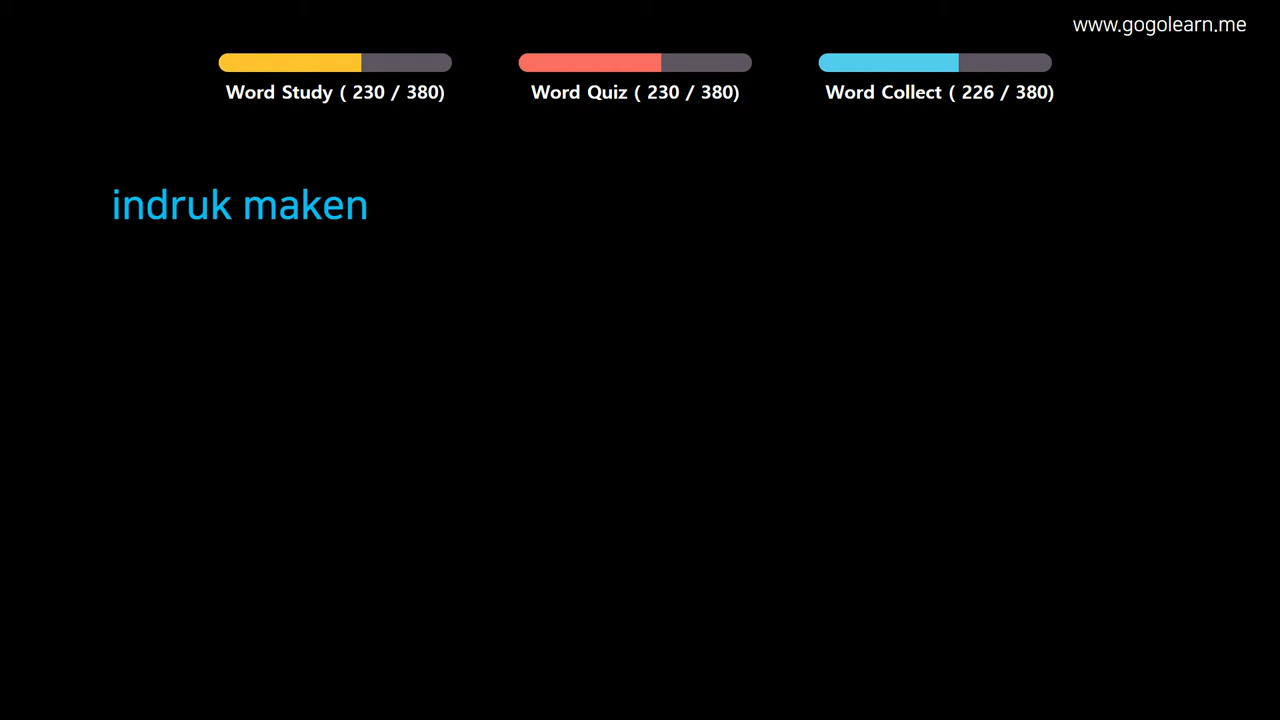 www.gogolearn.me
Word Study ( 230 / 380)
Word Quiz ( 230 / 380)
Word Collect ( 226 / 380)
indruk maken